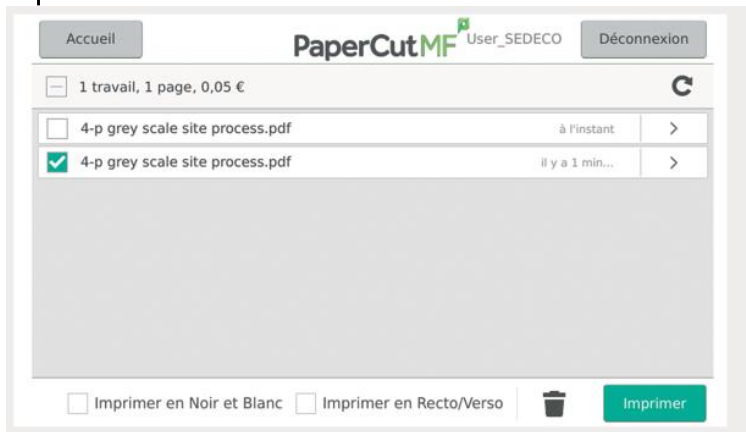 Accueil PaperCutMF User_SEDECO Déconnexion
1 travail, 1 page, 0,05 €
4-p grey scale site process.pdf à l'instant >
4-p grey scale site process.pdf il y a 1 min... >
Imprimer en Noir et Blanc Imprimer en Recto/Verso Imprimer